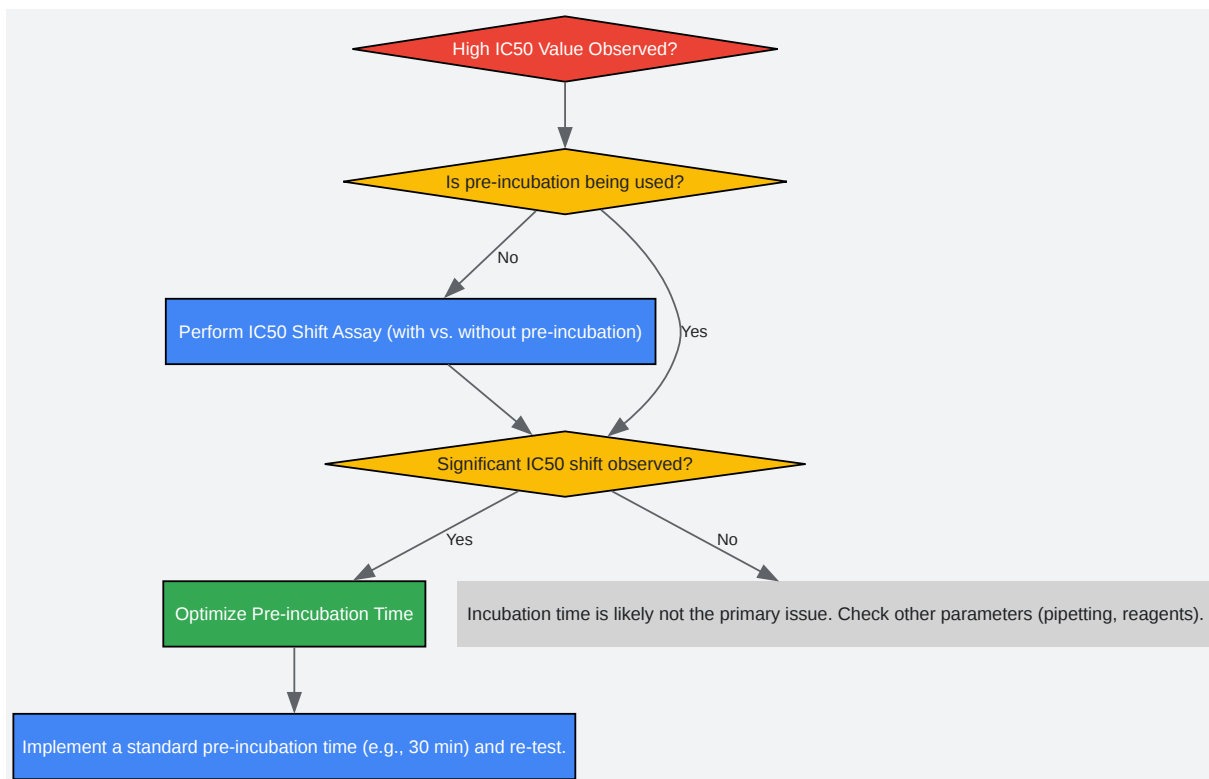 High IC50 Value Observed?
Is pre-incubation being used?
No
Perform IC50 Shift Assay (with vs. without pre-incubation)
Yes
Significant IC50 shift observed?
Yes
No
Optimize Pre-incubation Time
Incubation time is likely not the primary issue. Check other parameters (pipetting, reagents).
Implement a standard pre-incubation time (e.g., 30 min) and re-test.